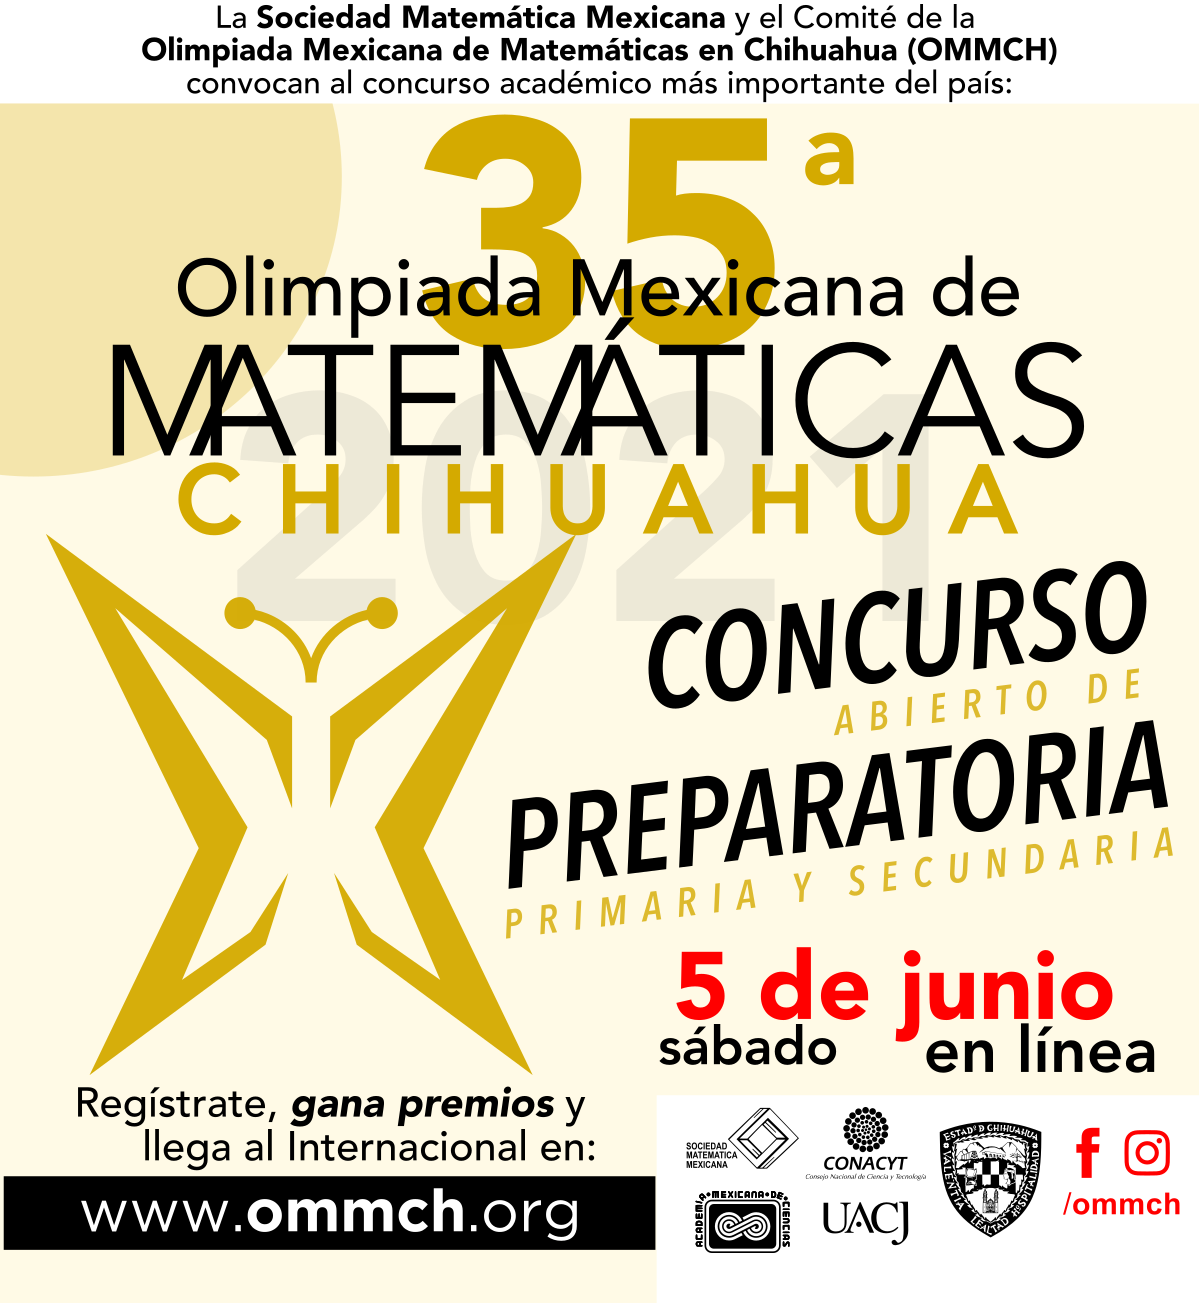 La Sociedad Matemática Mexicana y el Comité de la
Olimpiada Mexicana de Matemáticas en Chihuahua (OMMCH)
convocan al concurso académico más importante del país:
35a
Olimpiada Mexicana de
MATEMÁTICAS
2021
CHIHUAHUA
CONCURSO
ABIERTO DE
PREPARATORIA
PRIMARIA Y SECUNDARIA
5 de junio
sábado en línea
Regístrate, gana premios y
llega al Internacional en:
www.ommch.org
SOCIEDAD
MATEMATICA
MEXICANA
CONACYT
Consejo Nacional de Ciencia y Tecnología
ACADEMIA•MEXICANA•DE•CIENCIAS
UACJ
ESTADO D CHIHUAHUA
VALENTIA LEALTAD HOSPITALIDAD
/ommch